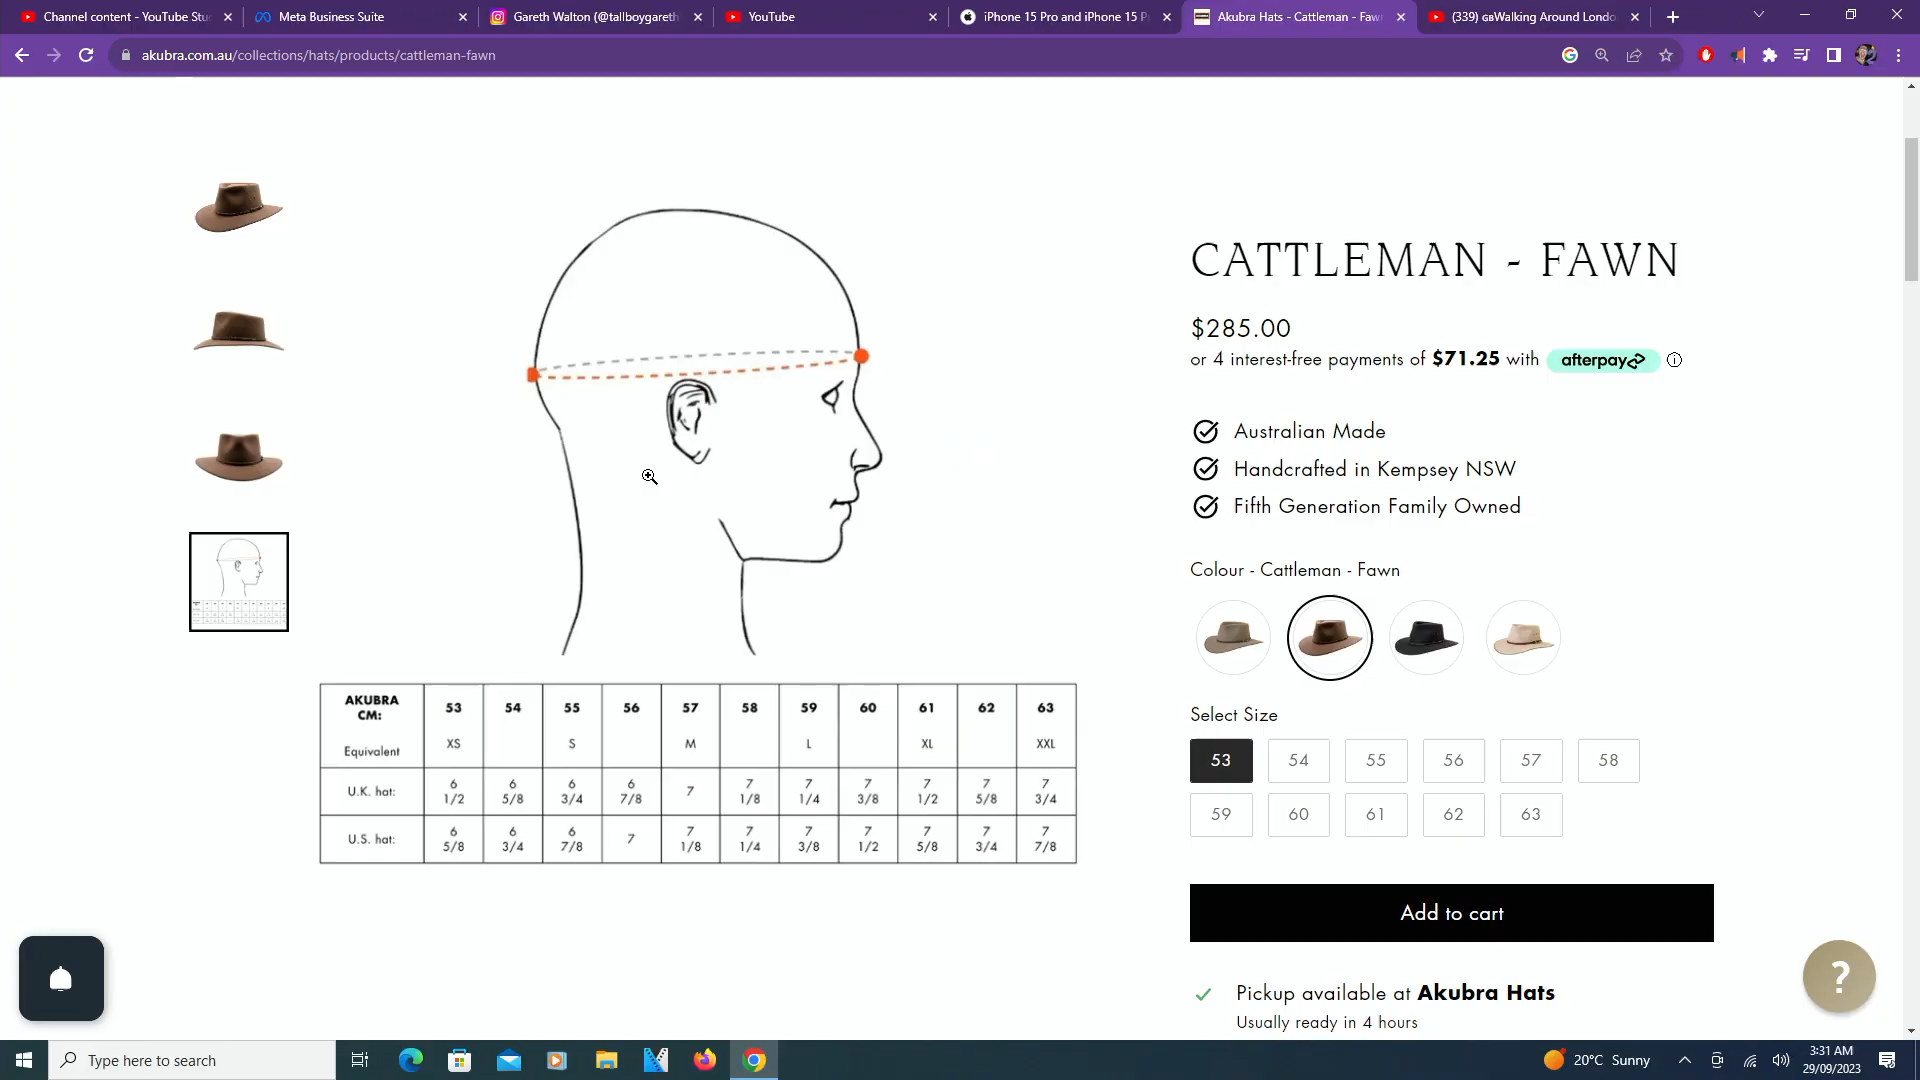 Channel content - YouTube Stu
Meta Business Suite
Gareth Walton (@tallboygareth
YouTube
iPhone 15 Pro and iPhone 15 P
Akubra Hats - Cattleman - Fawn
(339) 🇬🇧Walking Around Londo
akubra.com.au/collections/hats/products/cattleman-fawn
CATTLEMAN - FAWN
$285.00
or 4 interest-free payments of $71.25 with afterpay
Australian Made
Handcrafted in Kempsey NSW
Fifth Generation Family Owned
Colour - Cattleman - Fawn
Select Size
53 54 55 56 57 58
59 60 61 62 63
Add to cart
Pickup available at Akubra Hats
Usually ready in 4 hours
?
AKUBRA CM: 53 54 55 56 57 58 59 60 61 62 63
Equivalent XS S M L XL XXL
U.K. hat: 6 1/2 6 5/8 6 3/4 6 7/8 7 7 1/8 7 1/4 7 3/8 7 1/2 7 5/8 7 3/4
U.S. hat: 6 5/8 6 3/4 6 7/8 7 7 1/8 7 1/4 7 3/8 7 1/2 7 5/8 7 3/4 7 7/8
Type here to search
20°C Sunny
3:31 AM
29/09/2023